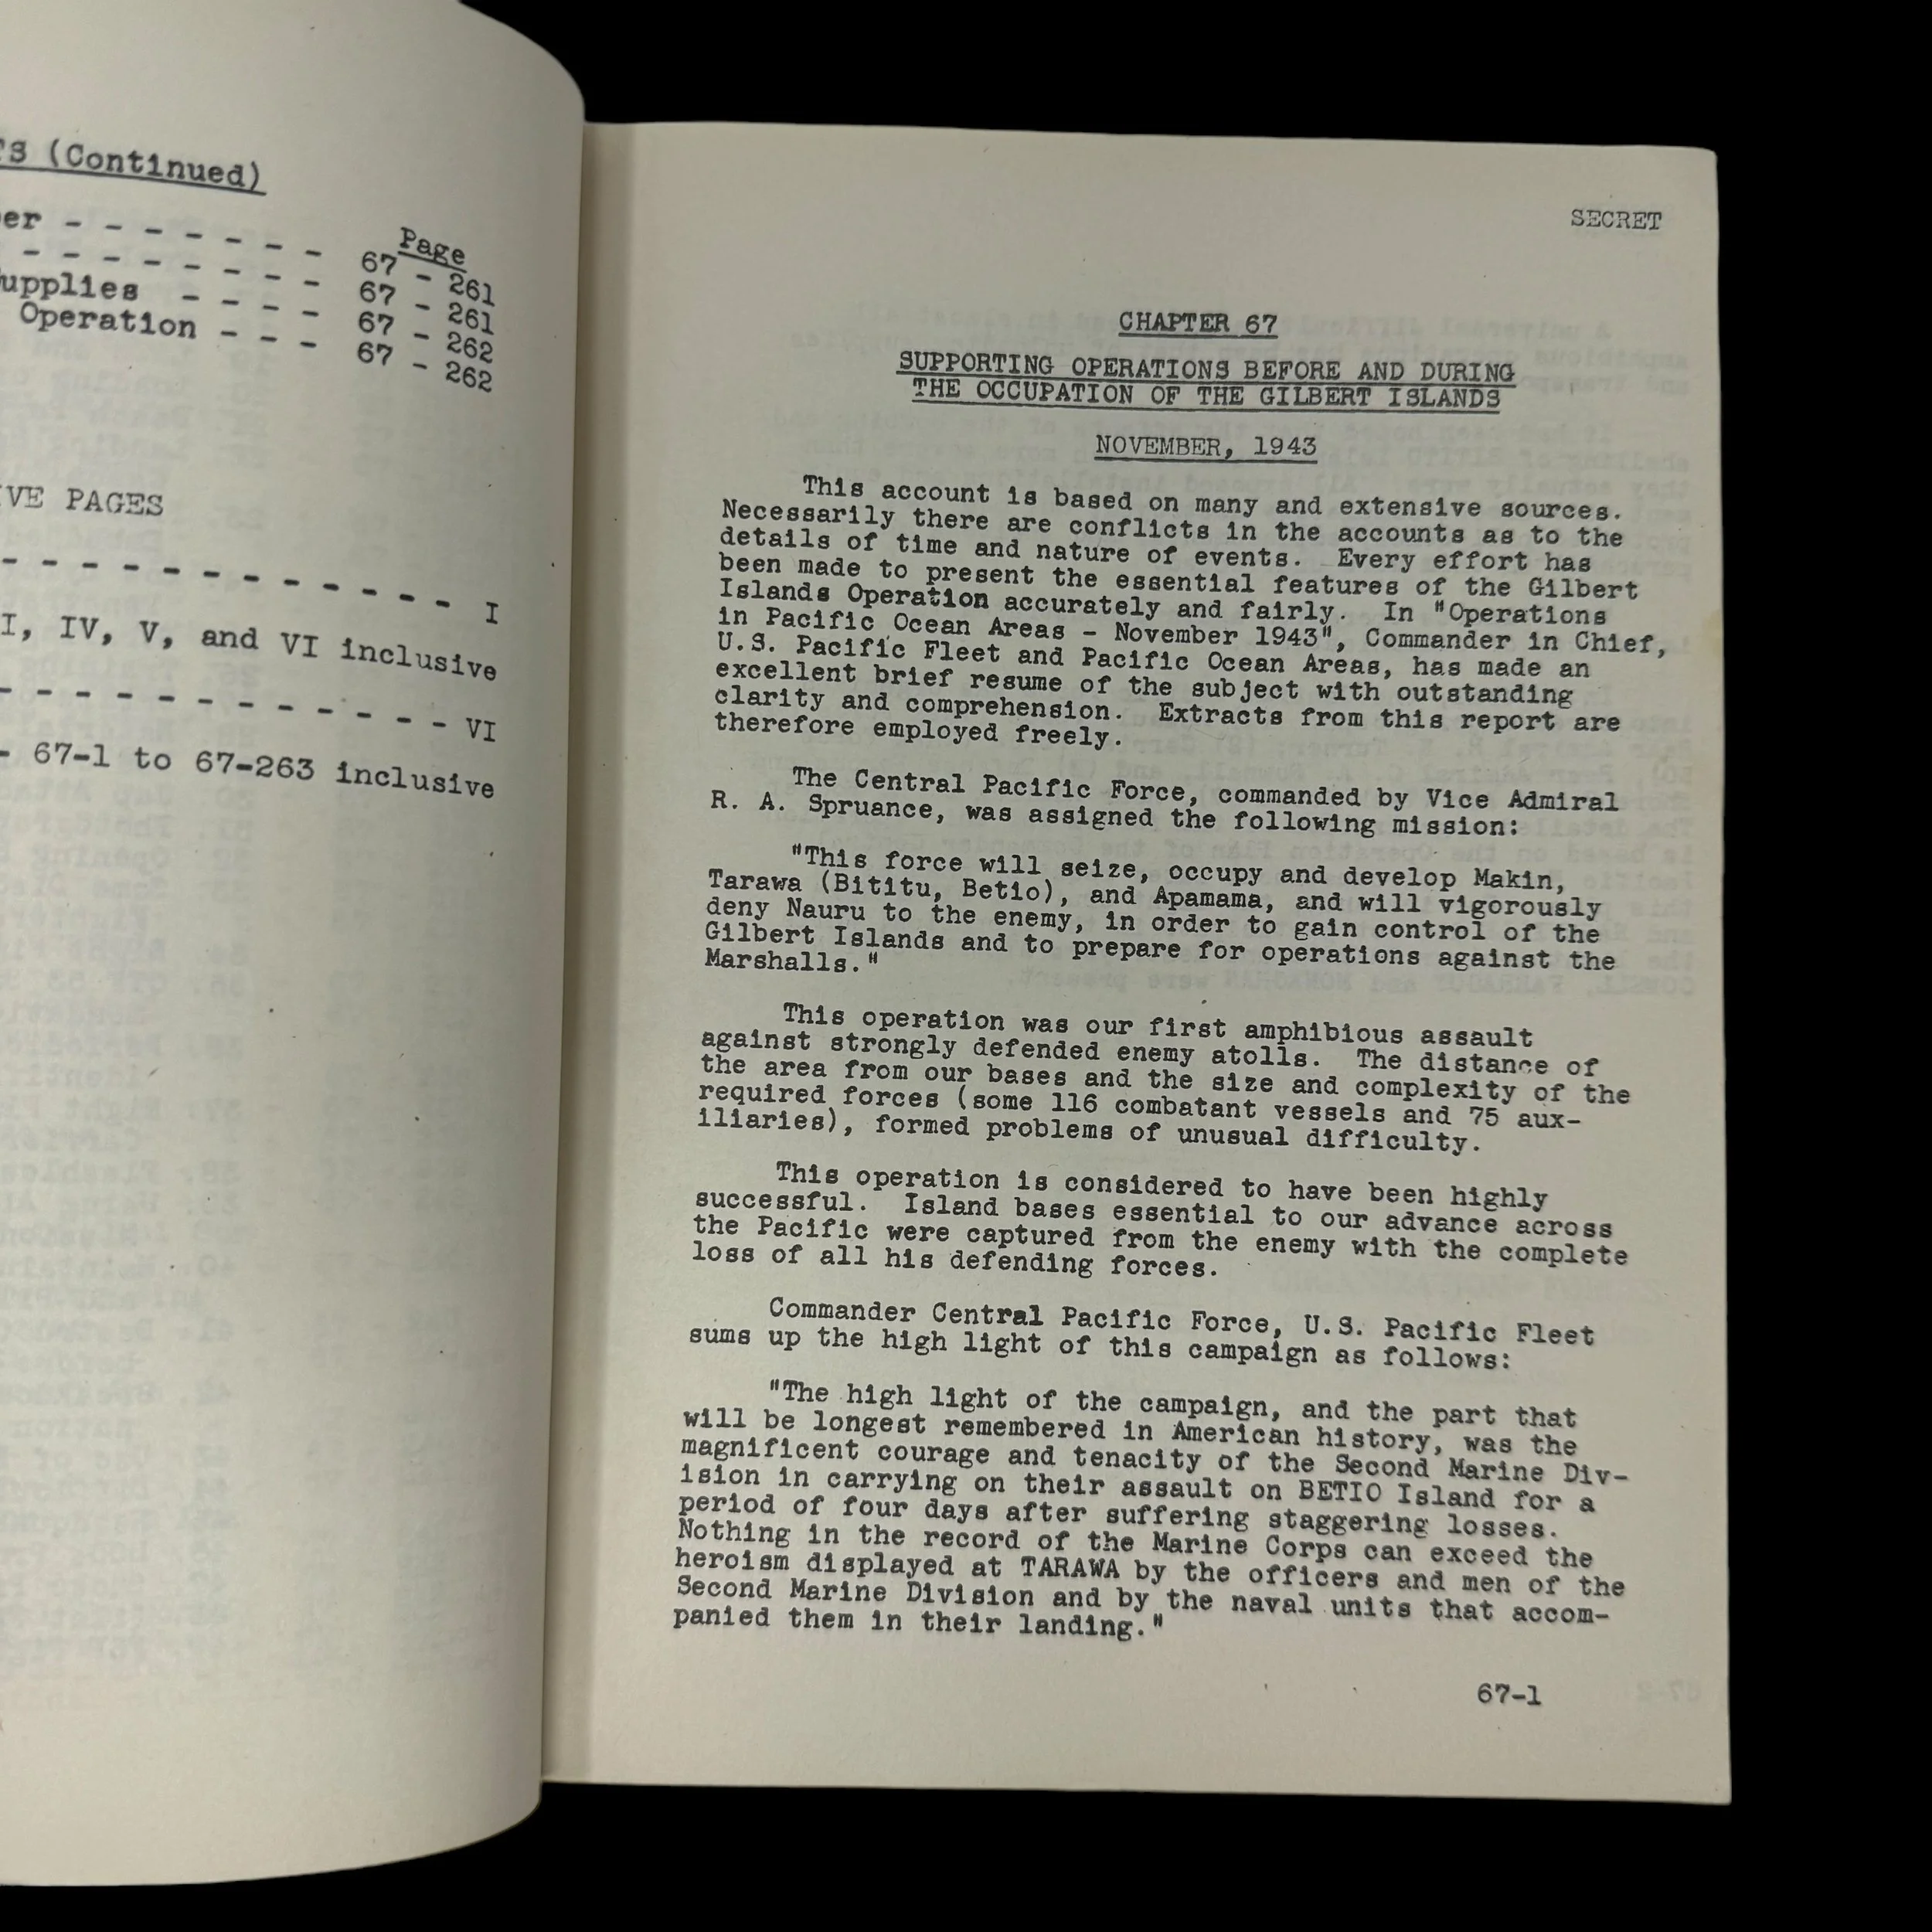 (Continued)
Page
67 - 261
67 - 261
upplies - - - - 67 - 262
Operation - - - 67 - 262
PAGES
- - - - - - - - - - - - I
I, IV, V, and VI inclusive
- - - - - - - - - - - - VI
- 67-1 to 67-263 inclusive
SECRET
CHAPTER 67
SUPPORTING OPERATIONS BEFORE AND DURING
THE OCCUPATION OF THE GILBERT ISLANDS
NOVEMBER, 1943
This account is based on many and extensive sources.
Necessarily there are conflicts in the accounts as to the
details of time and nature of events. Every effort has
been made to present the essential features of the Gilbert
Islands Operation accurately and fairly. In "Operations
in Pacific Ocean Areas - November 1943", Commander in Chief,
U.S. Pacific Fleet and Pacific Ocean Areas, has made an
excellent brief resume of the subject with outstanding
clarity and comprehension. Extracts from this report are
therefore employed freely.
The Central Pacific Force, commanded by Vice Admiral
R. A. Spruance, was assigned the following mission:
"This force will seize, occupy and develop Makin,
Tarawa (Bititu, Betio), and Apamama, and will vigorously
deny Nauru to the enemy, in order to gain control of the
Gilbert Islands and to prepare for operations against the
Marshalls."
This operation was our first amphibious assault
against strongly defended enemy atolls. The distance of
the area from our bases and the size and complexity of the
required forces (some 116 combatant vessels and 75 aux-
iliaries), formed problems of unusual difficulty.
This operation is considered to have been highly
successful. Island bases essential to our advance across
the Pacific were captured from the enemy with the complete
loss of all his defending forces.
Commander Central Pacific Force, U.S. Pacific Fleet
sums up the high light of this campaign as follows:
"The high light of the campaign, and the part that
will be longest remembered in American history, was the
magnificent courage and tenacity of the Second Marine Div-
ision in carrying on their assault on BETIO Island for a
period of four days after suffering staggering losses.
Nothing in the record of the Marine Corps can exceed the
heroism displayed at TARAWA by the officers and men of the
Second Marine Division and by the naval units that accom-
panied them in their landing."
67-1